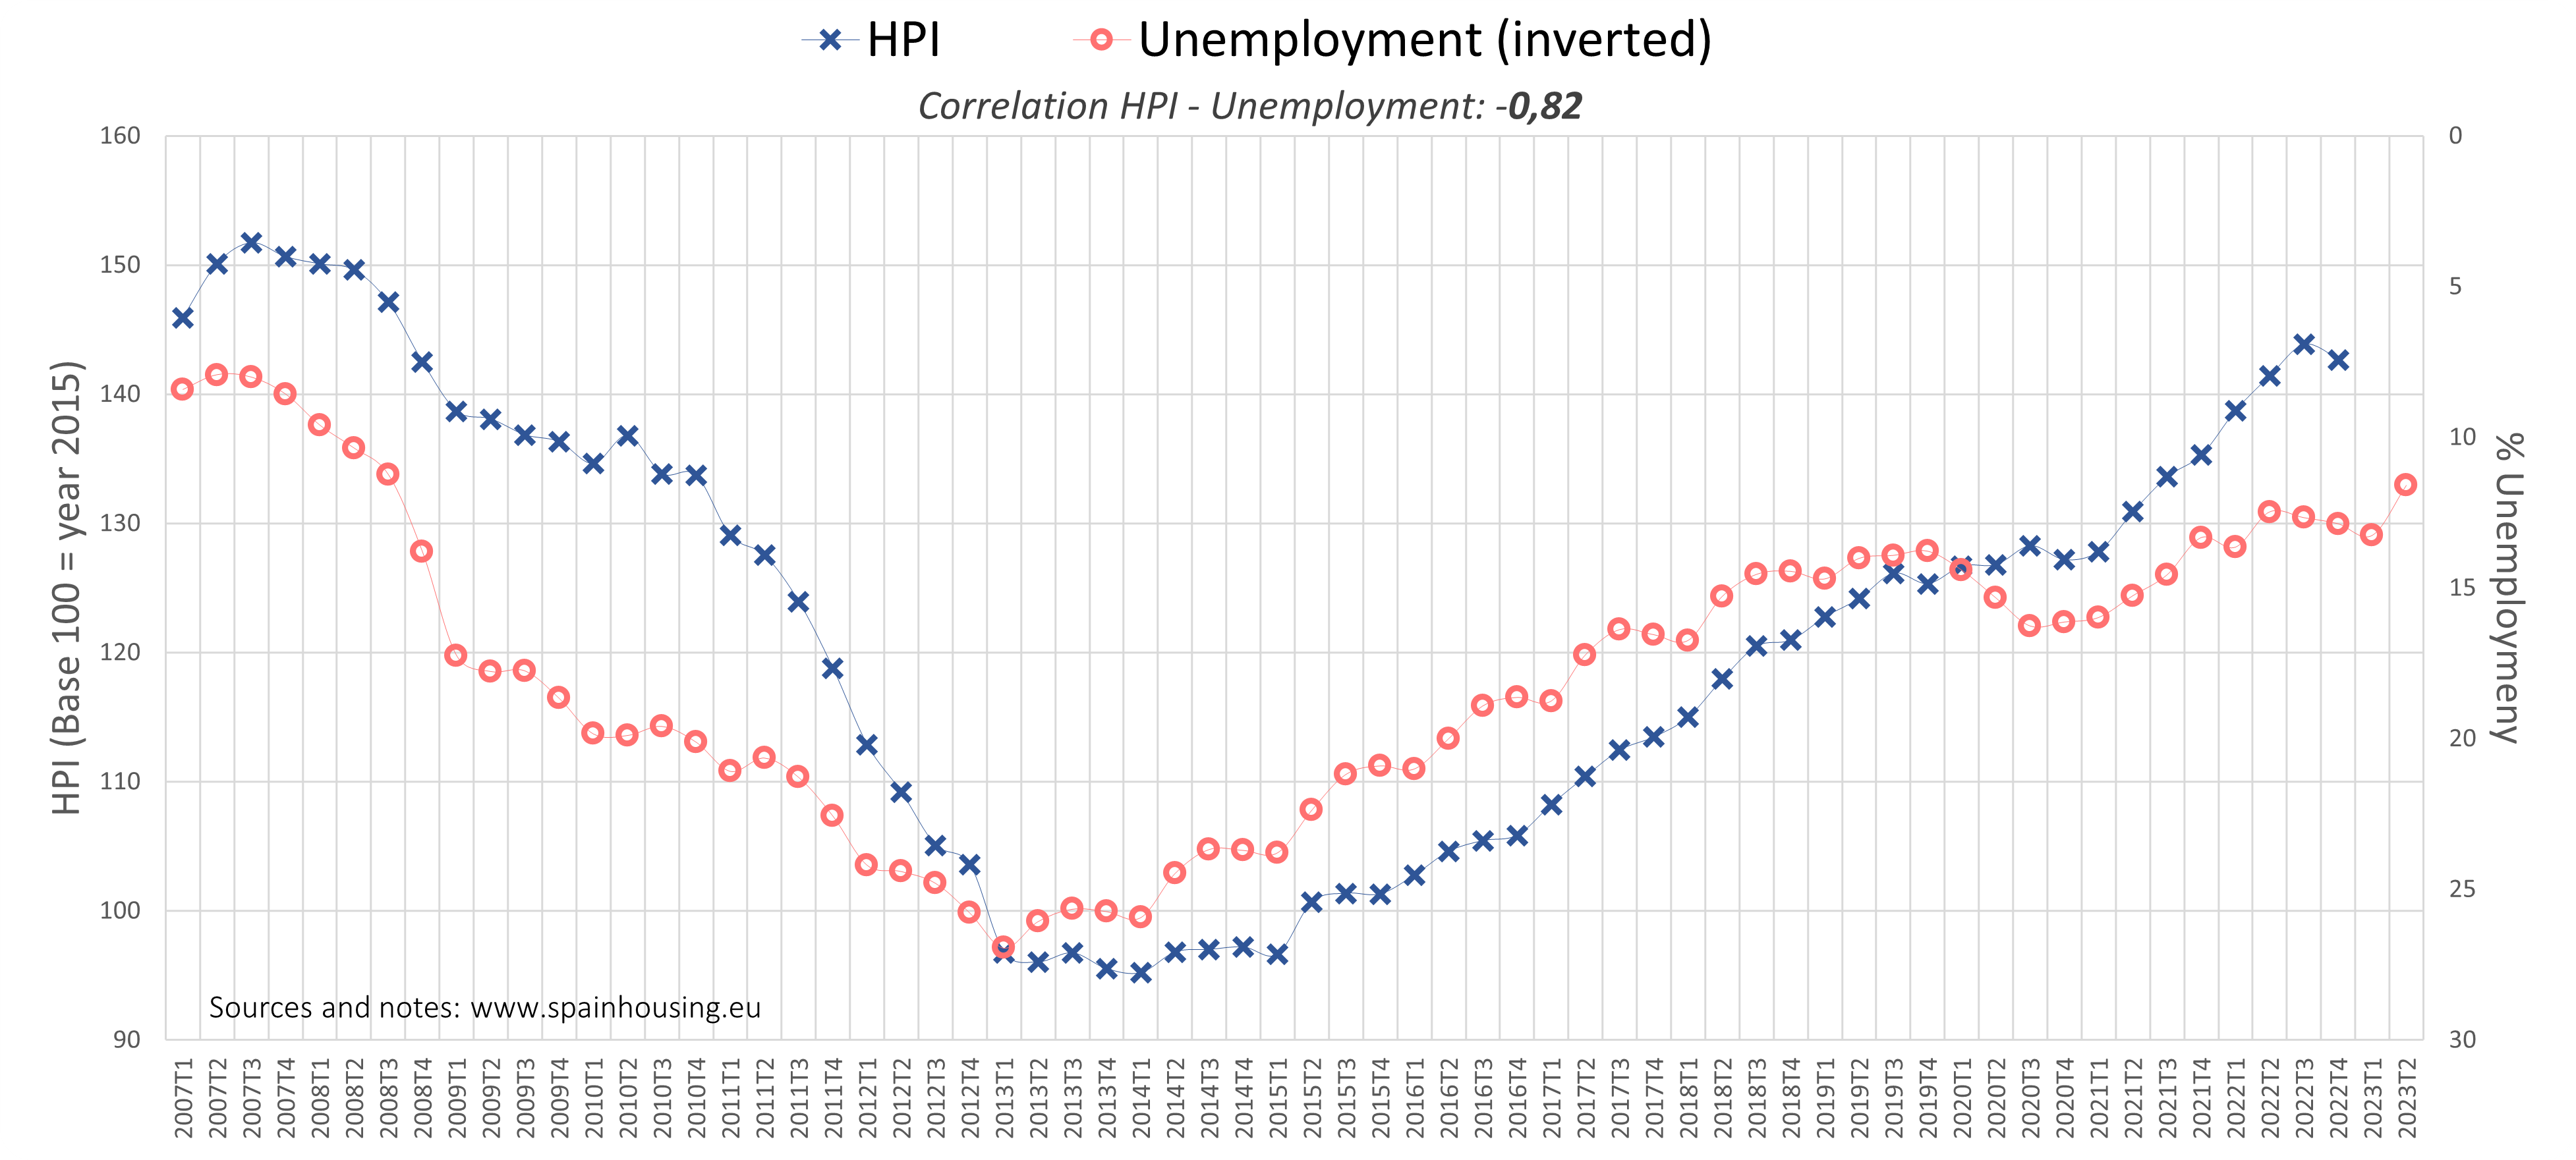 HPI Unemployment (inverted)
Correlation HPI - Unemployment: -0,82
160
150
140
130
120
110
100
90
HPI (Base 100 = year 2015)
0
5
10
15
20
25
30
% Unemploymeny
Sources and notes: www.spainhousing.eu
2007T1
2007T2
2007T3
2007T4
2008T1
2008T2
2008T3
2008T4
2009T1
2009T2
2009T3
2009T4
2010T1
2010T2
2010T3
2010T4
2011T1
2011T2
2011T3
2011T4
2012T1
2012T2
2012T3
2012T4
2013T1
2013T2
2013T3
2013T4
2014T1
2014T2
2014T3
2014T4
2015T1
2015T2
2015T3
2015T4
2016T1
2016T2
2016T3
2016T4
2017T1
2017T2
2017T3
2017T4
2018T1
2018T2
2018T3
2018T4
2019T1
2019T2
2019T3
2019T4
2020T1
2020T2
2020T3
2020T4
2021T1
2021T2
2021T3
2021T4
2022T1
2022T2
2022T3
2022T4
2023T1
2023T2